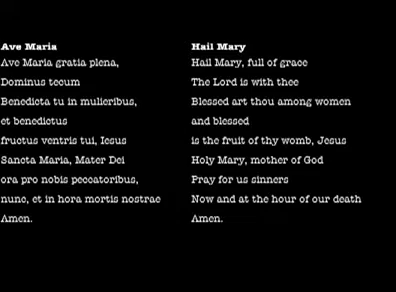 Ave Maria
Ave Maria gratia plena,
Dominus tecum
Benedicta tu in mulieribus,
et benedictus
fructus ventris tui, Iesus
Sancta Maria, Mater Dei
ora pro nobis peccatoribus,
nunc, et in hora mortis nostrae
Amen.
Hail Mary
Hail Mary, full of grace
The Lord is with thee
Blessed art thou among women
and blessed
is the fruit of thy womb, Jesus
Holy Mary, mother of God
Pray for us sinners
Now and at the hour of our death
Amen.